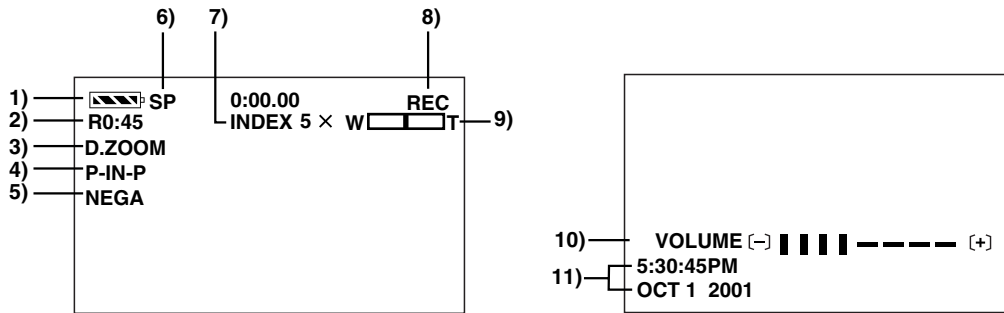 6) 7) 8)
1) SP 0:00.00 REC
2) R0:45 INDEX 5 × W T 9)
3) D.ZOOM
4) P-IN-P
5) NEGA
10) VOLUME [−] [+]
11) 5:30:45PM
OCT 1 2001